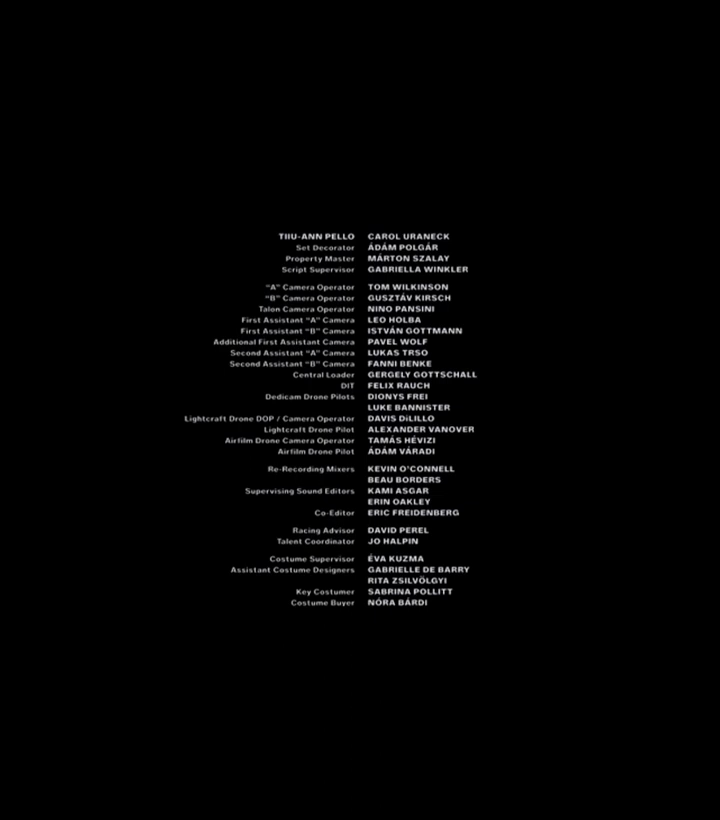 TIIU-ANN PELLO CAROL URANECK
Set Decorator ÁDÁM POLGÁR
Property Master MÁRTON SZALAY
Script Supervisor GABRIELLA WINKLER
"A" Camera Operator TOM WILKINSON
"B" Camera Operator GUSZTÁV KIRSCH
Talon Camera Operator NINO PANSINI
First Assistant "A" Camera LEO HOLBA
First Assistant "B" Camera ISTVÁN GOTTMANN
Additional First Assistant Camera PAVEL WOLF
Second Assistant "A" Camera LUKAS TRSO
Second Assistant "B" Camera FANNI BENKE
Central Loader GERGELY GOTTSCHALL
DIT FELIX RAUCH
Dedicam Drone Pilots DIONYS FREI
LUKE BANNISTER
Lightcraft Drone DOP / Camera Operator DAVIS DiLILLO
Lightcraft Drone Pilot ALEXANDER VANOVER
Airfilm Drone Camera Operator TAMÁS HÉVIZI
Airfilm Drone Pilot ÁDÁM VÁRADI
Re-Recording Mixers KEVIN O'CONNELL
BEAU BORDERS
Supervising Sound Editors KAMI ASGAR
ERIN OAKLEY
Co-Editor ERIC FREIDENBERG
Racing Advisor DAVID PEREL
Talent Coordinator JO HALPIN
Costume Supervisor ÉVA KUZMA
Assistant Costume Designers GABRIELLE DE BARRY
RITA ZSILVÖLGYI
Key Costumer SABRINA POLLITT
Costume Buyer NÓRA BÁRDI